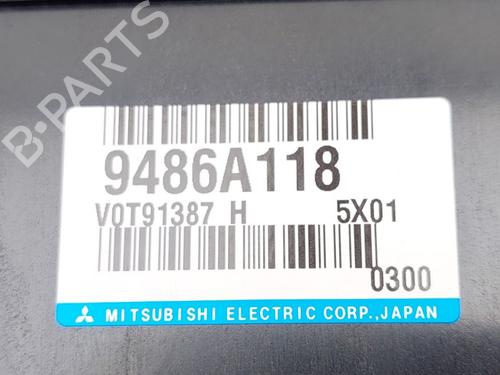 B-PARTS
9486A118
V0T91387 H 5X01
0300
MITSUBISHI ELECTRIC CORP., JAPAN